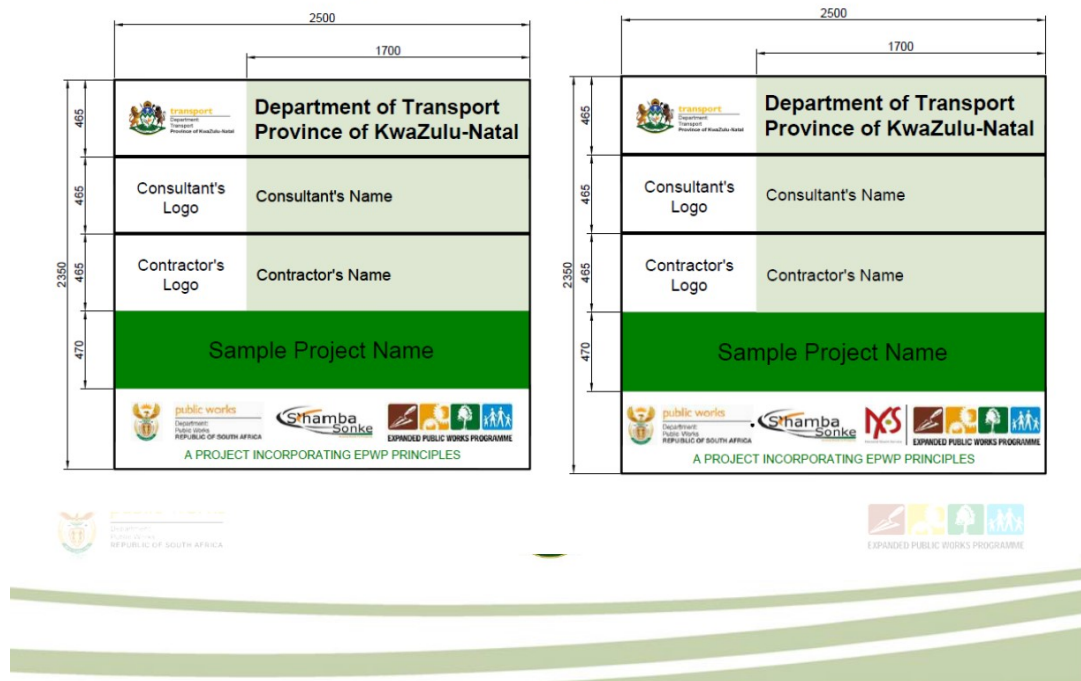 2500
1700
465
transport
Department
Transport
Province of KwaZulu-Natal
Department of Transport
Province of KwaZulu-Natal
465
Consultant's
Logo
Consultant's Name
2350
465
Contractor's
Logo
Contractor's Name
470
Sample Project Name
public works
Department:
Public Works
REPUBLIC OF SOUTH AFRICA
S'hamba
Sonke
EXPANDED PUBLIC WORKS PROGRAMME
A PROJECT INCORPORATING EPWP PRINCIPLES
2500
1700
465
transport
Department
Transport
Province of KwaZulu-Natal
Department of Transport
Province of KwaZulu-Natal
465
Consultant's
Logo
Consultant's Name
2350
465
Contractor's
Logo
Contractor's Name
470
Sample Project Name
public works
Department:
Public Works
REPUBLIC OF SOUTH AFRICA
S'hamba
Sonke
NYS
EXPANDED PUBLIC WORKS PROGRAMME
A PROJECT INCORPORATING EPWP PRINCIPLES
Department:
Public Works
REPUBLIC OF SOUTH AFRICA
EXPANDED PUBLIC WORKS PROGRAMME